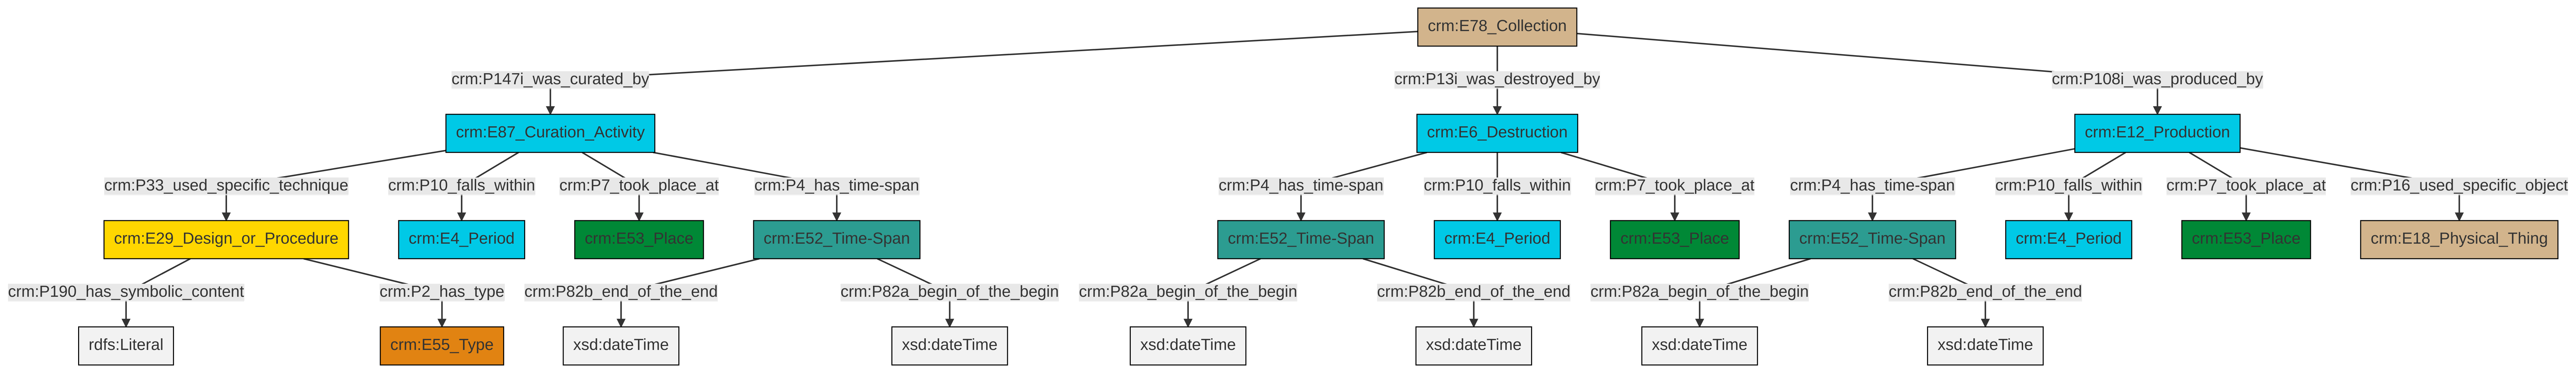 crm:E78_Collection
crm:P147i_was_curated_by
crm:P13i_was_destroyed_by
crm:P108i_was_produced_by
crm:E87_Curation_Activity
crm:E6_Destruction
crm:E12_Production
crm:P33_used_specific_technique
crm:P10_falls_within
crm:P7_took_place_at
crm:P4_has_time-span
crm:P4_has_time-span
crm:P10_falls_within
crm:P7_took_place_at
crm:P4_has_time-span
crm:P10_falls_within
crm:P7_took_place_at
crm:P16_used_specific_object
crm:E29_Design_or_Procedure
crm:E4_Period
crm:E53_Place
crm:E52_Time-Span
crm:E52_Time-Span
crm:E4_Period
crm:E53_Place
crm:E52_Time-Span
crm:E4_Period
crm:E53_Place
crm:E18_Physical_Thing
crm:P190_has_symbolic_content
crm:P2_has_type
crm:P82b_end_of_the_end
crm:P82a_begin_of_the_begin
crm:P82a_begin_of_the_begin
crm:P82b_end_of_the_end
crm:P82a_begin_of_the_begin
crm:P82b_end_of_the_end
rdfs:Literal
crm:E55_Type
xsd:dateTime
xsd:dateTime
xsd:dateTime
xsd:dateTime
xsd:dateTime
xsd:dateTime